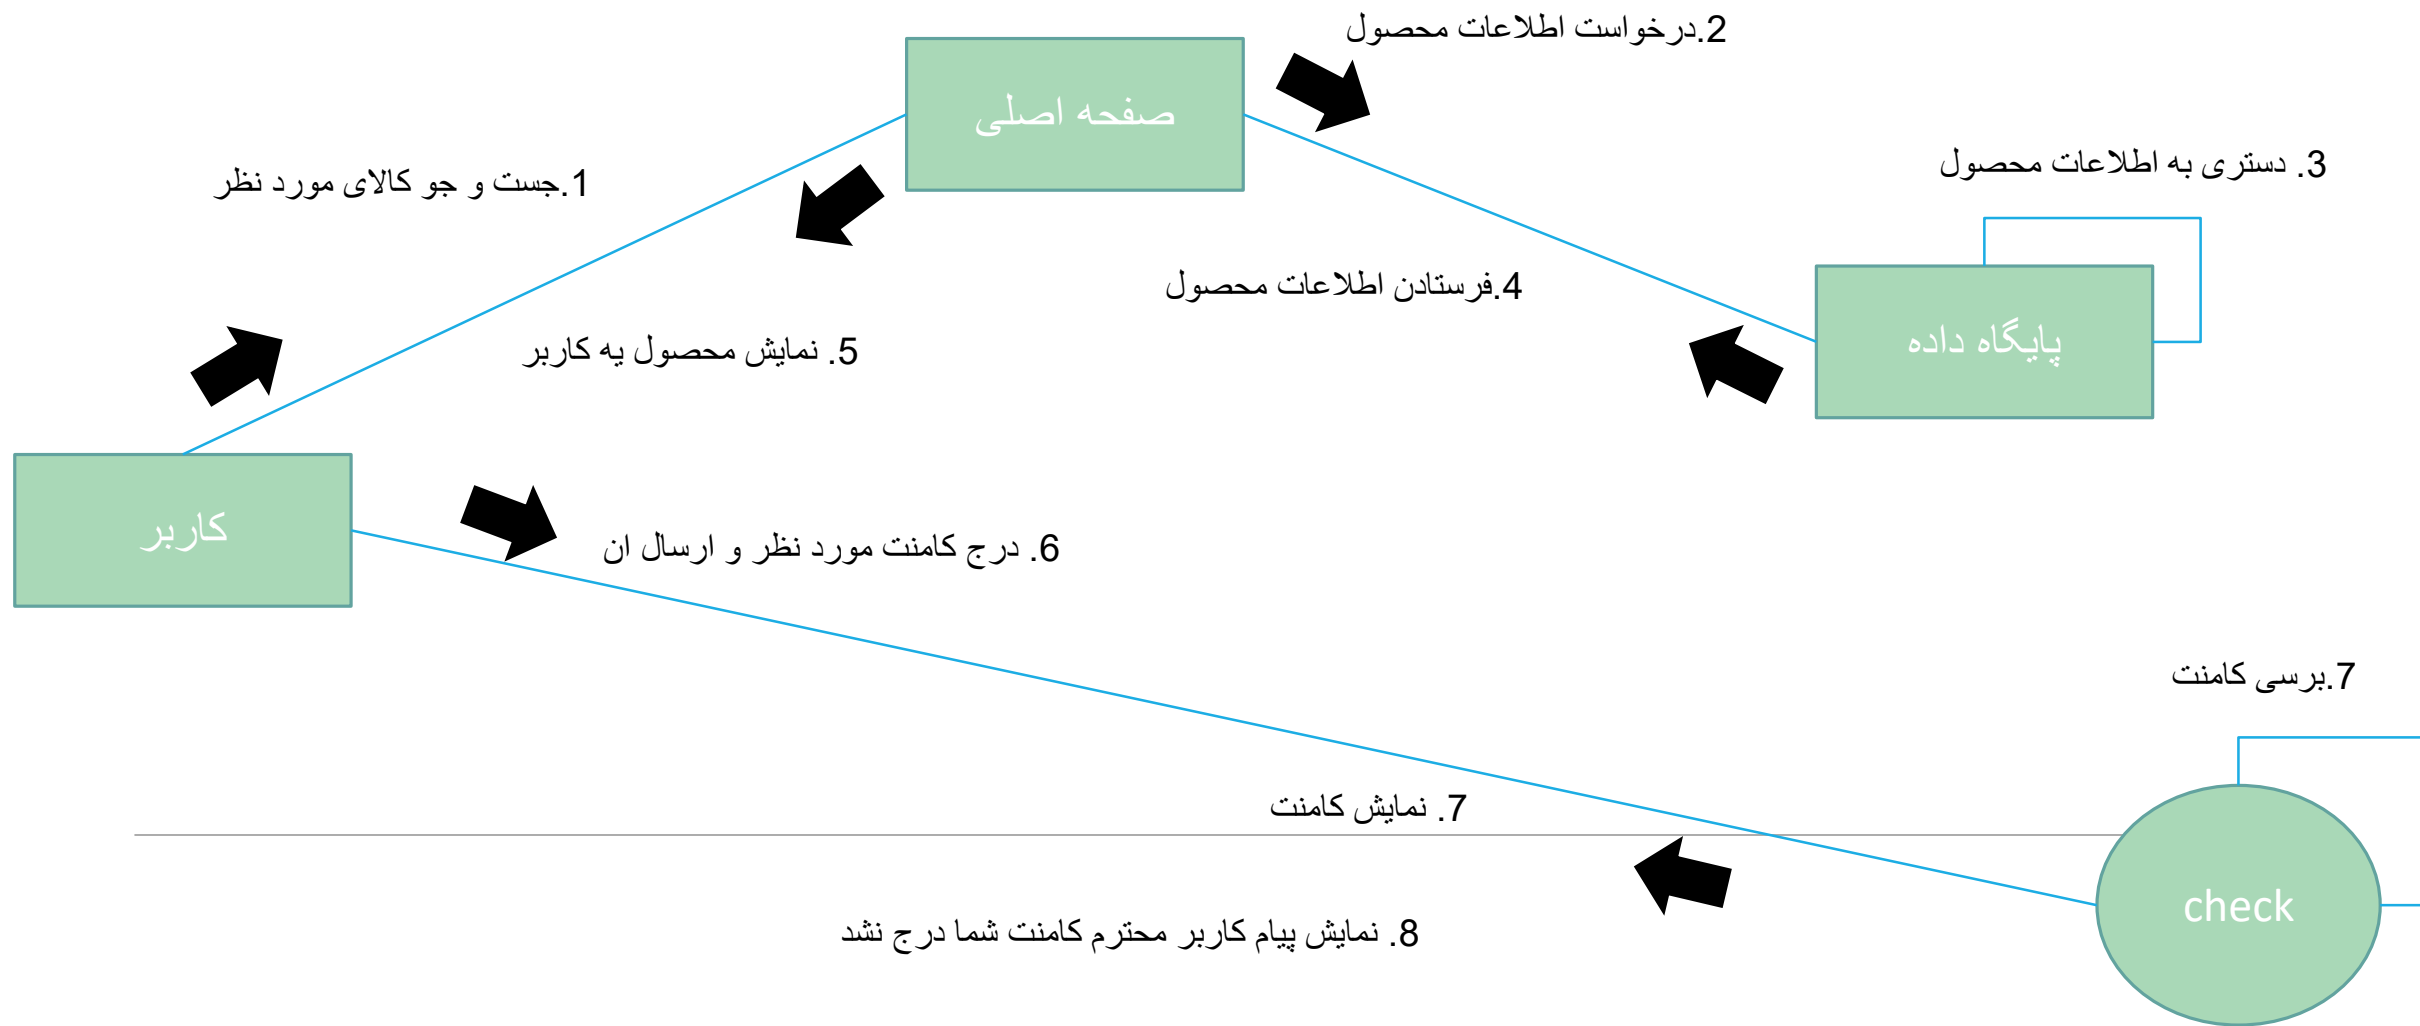 2.درخواست اطلاعات محصول
صفحه اصلی
3. دستری به اطلاعات محصول
1.جست و جو کالای مورد نظر
4.فرستادن اطلاعات محصول
5. نمایش محصول یه کاربر
پایگاه داده
کاربر
6. درج کامنت مورد نظر و ارسال ان
7.برسی کامنت
7. نمایش کامنت
check
8. نمایش پیام کاربر محترم کامنت شما درج نشد